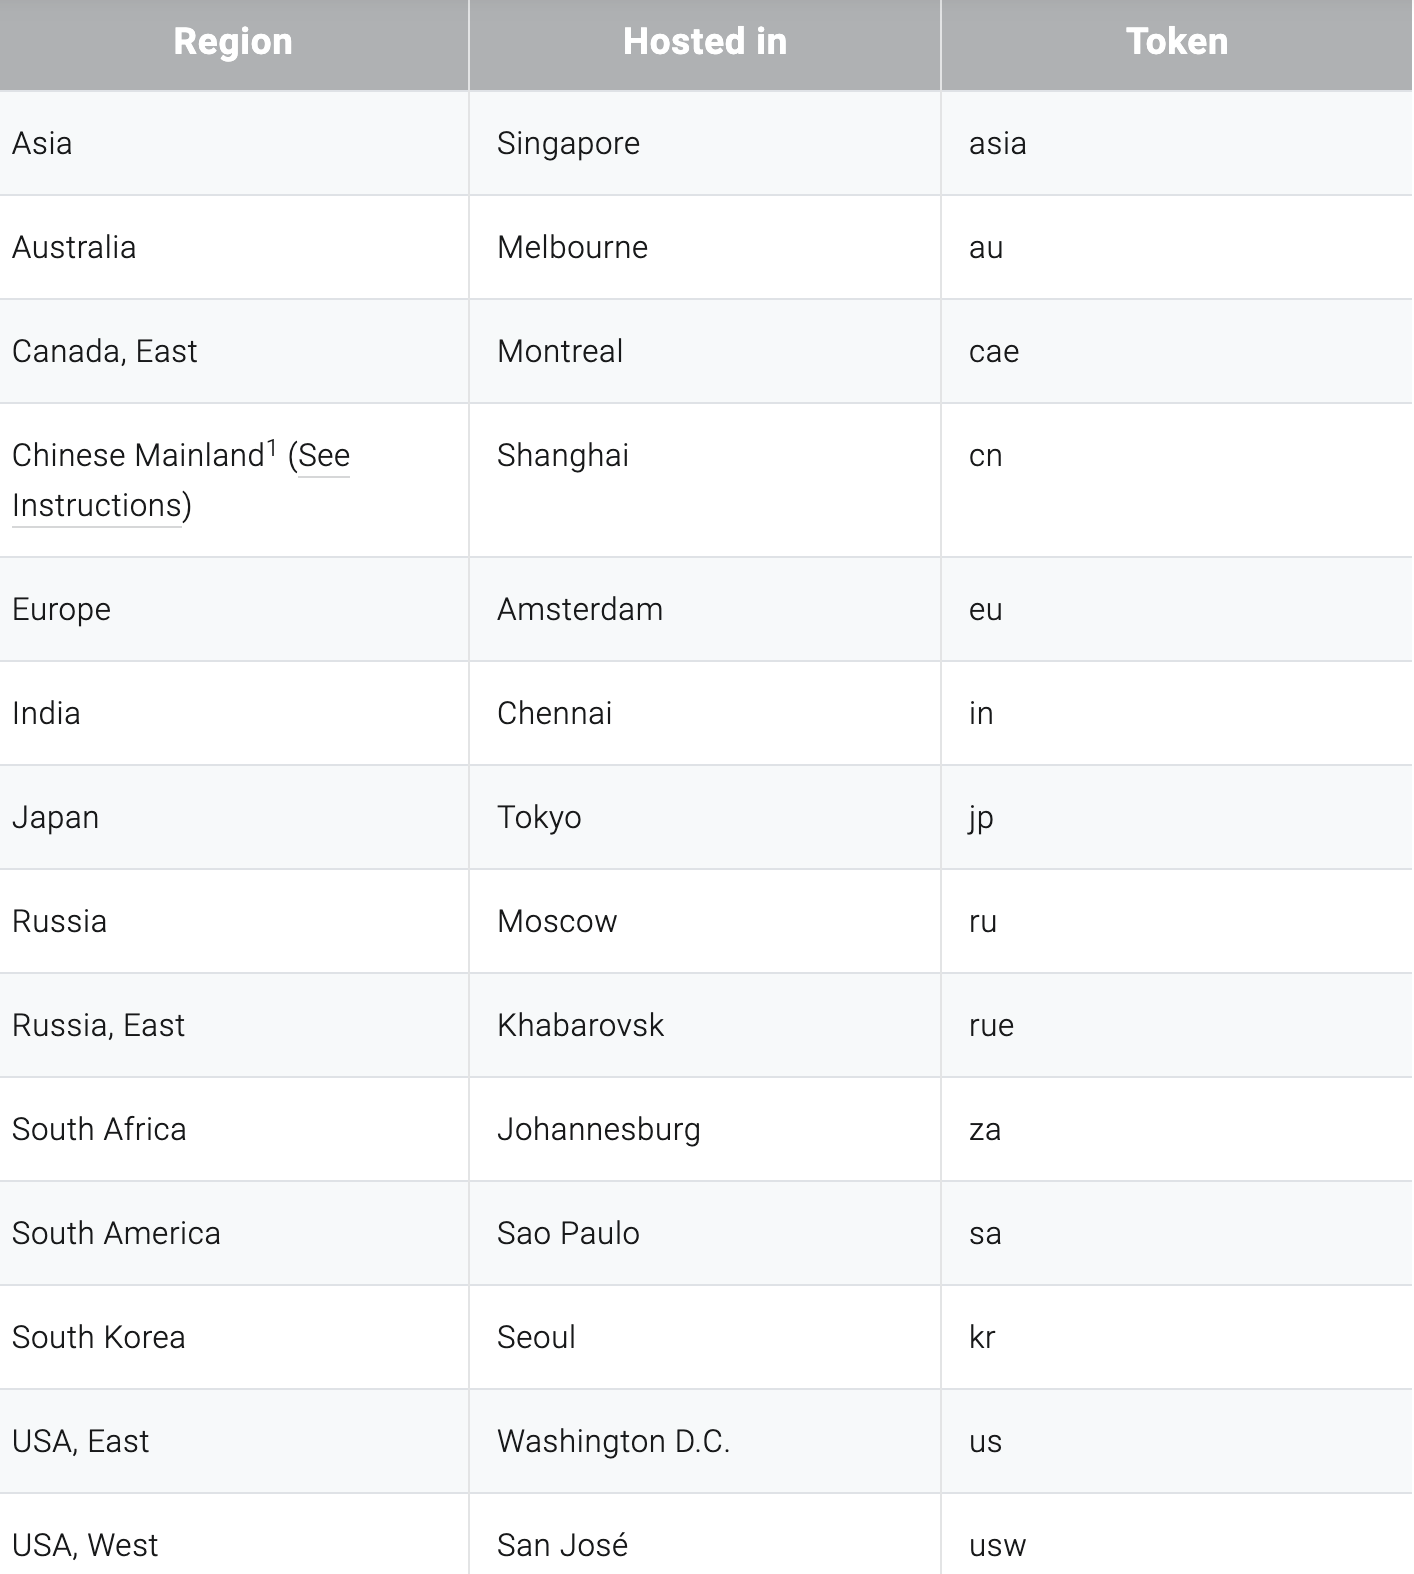 Region Hosted in Token
Asia Singapore asia
Australia Melbourne au
Canada, East Montreal cae
Chinese Mainland¹ (See Shanghai cn
Instructions)
Europe Amsterdam eu
India Chennai in
Japan Tokyo jp
Russia Moscow ru
Russia, East Khabarovsk rue
South Africa Johannesburg za
South America Sao Paulo sa
South Korea Seoul kr
USA, East Washington D.C. us
USA, West San José usw